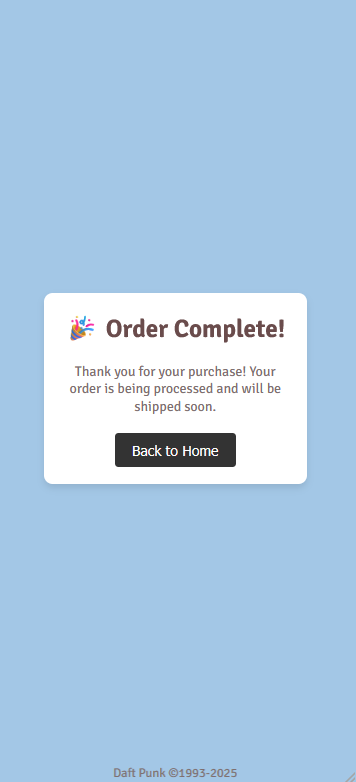 🎉 Order Complete!
Thank you for your purchase! Your
order is being processed and will be
shipped soon.
Back to Home
Daft Punk ©1993-2025